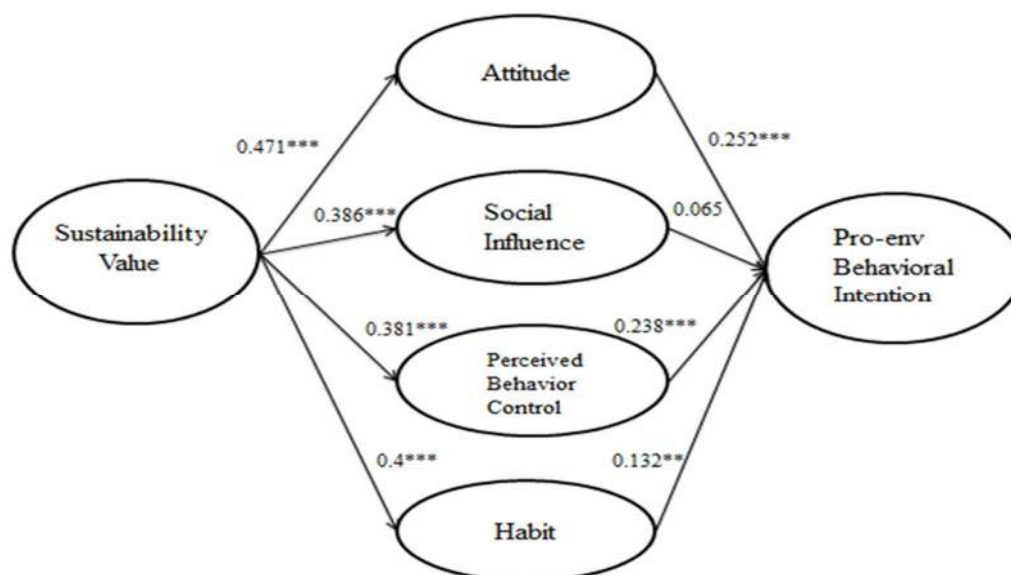 Attitude
0.471***
0.252***
0.386***
Social
Influence
0.065
Sustainability
Value
Pro-env
Behavioral
Intention
0.381***
0.238***
Perceived
Behavior
Control
0.4***
0.132**
Habit